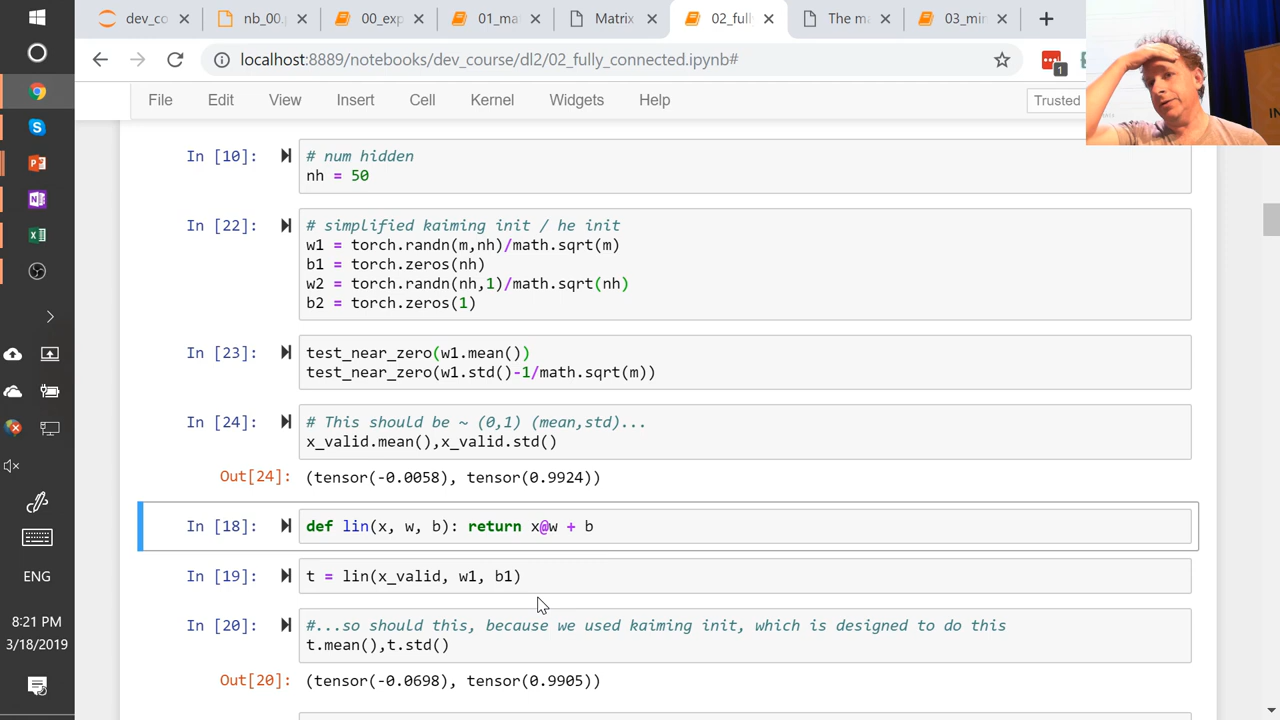 dev_co
nb_00.
00_exp
01_ma
Matrix
02_fully
The ma
03_min
localhost:8889/notebooks/dev_course/dl2/02_fully_connected.ipynb#
1
File Edit View Insert Cell Kernel Widgets Help
Trusted
In [10]:
# num hidden
nh = 50
In [22]:
# simplified kaiming init / he init
w1 = torch.randn(m,nh)/math.sqrt(m)
b1 = torch.zeros(nh)
w2 = torch.randn(nh,1)/math.sqrt(nh)
b2 = torch.zeros(1)
In [23]:
test_near_zero(w1.mean())
test_near_zero(w1.std()-1/math.sqrt(m))
In [24]:
# This should be ~ (0,1) (mean,std)...
x_valid.mean(),x_valid.std()
Out[24]: (tensor(-0.0058), tensor(0.9924))
In [18]: def lin(x, w, b): return x@w + b
In [19]: t = lin(x_valid, w1, b1)
In [20]:
#...so should this, because we used kaiming init, which is designed to do this
t.mean(),t.std()
Out[20]: (tensor(-0.0698), tensor(0.9905))
ENG
8:21 PM
3/18/2019
IN